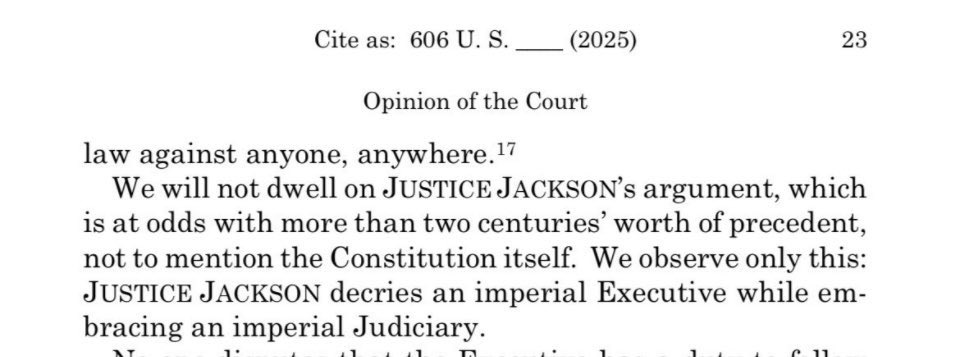 Cite as: 606 U. S. ____ (2025) 23
Opinion of the Court
law against anyone, anywhere.17
We will not dwell on JUSTICE JACKSON’s argument, which
is at odds with more than two centuries’ worth of precedent,
not to mention the Constitution itself. We observe only this:
JUSTICE JACKSON decries an imperial Executive while em-
bracing an imperial Judiciary.